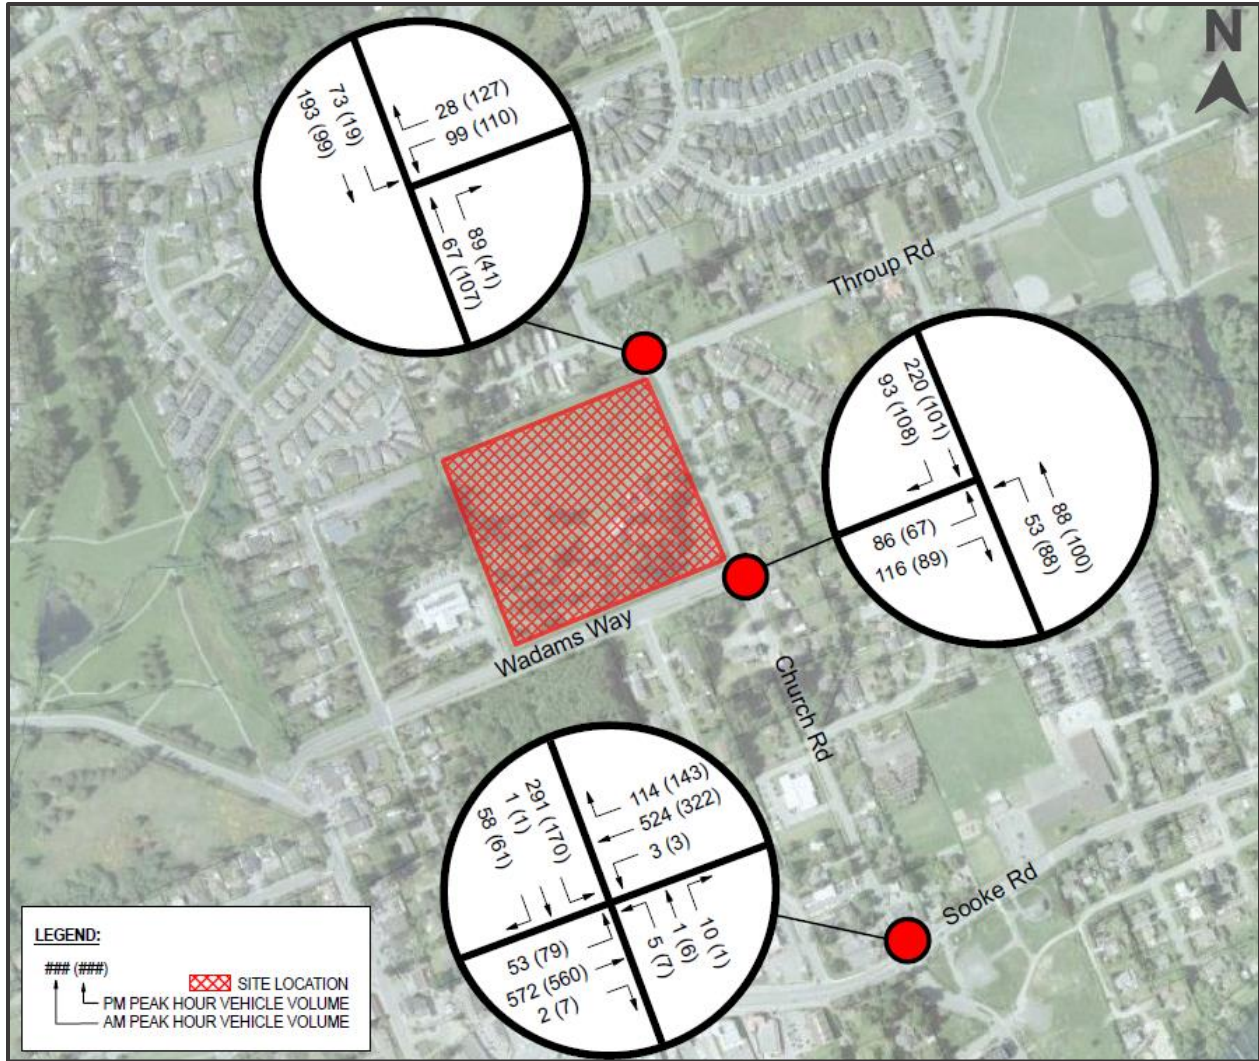 N
73 (19)
193 (99)
28 (127)
99 (110)
89 (41)
67 (107)
Throup Rd
220 (101)
93 (108)
86 (67)
116 (89)
88 (100)
53 (88)
Wadams Way
Church Rd
291 (170)
1 (1)
58 (61)
114 (143)
524 (322)
3 (3)
53 (79)
572 (560)
2 (7)
10 (1)
1 (6)
5 (7)
Sooke Rd
LEGEND:
### (###)
SITE LOCATION
PM PEAK HOUR VEHICLE VOLUME
AM PEAK HOUR VEHICLE VOLUME